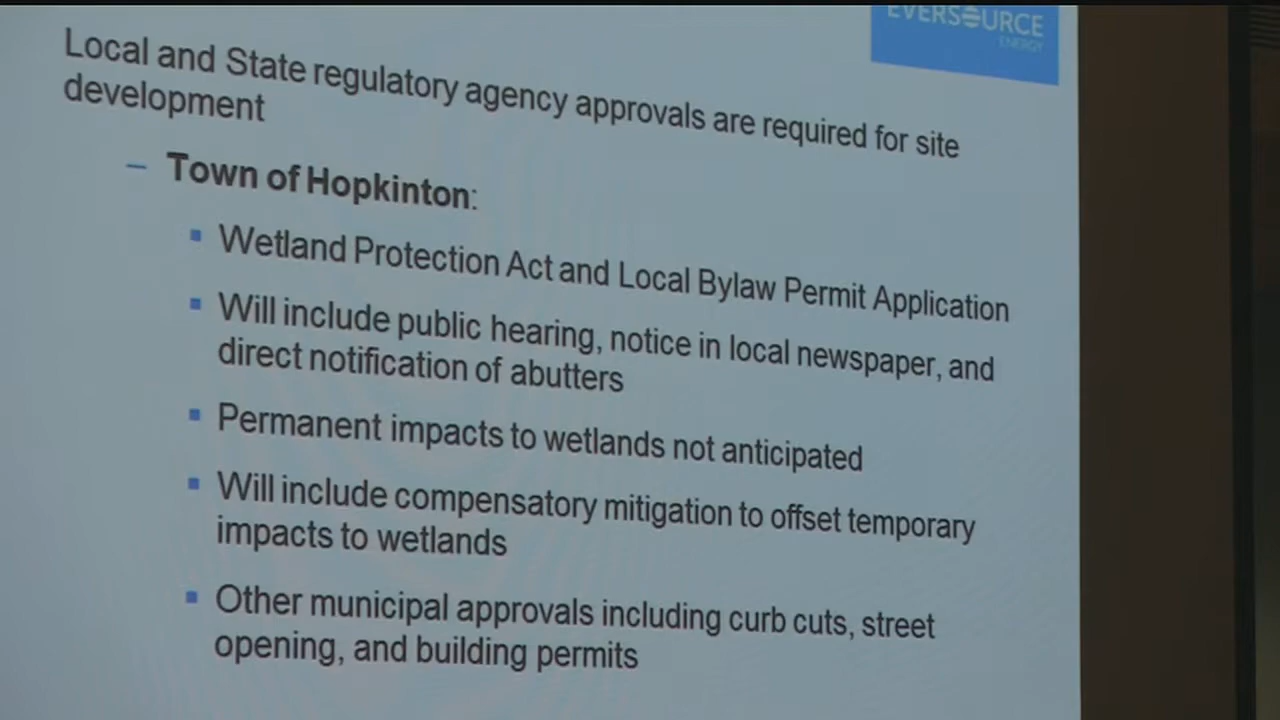 EVERSOURCE
ENERGY
Local and State regulatory agency approvals are required for site
development
– Town of Hopkinton:
▪ Wetland Protection Act and Local Bylaw Permit Application
▪ Will include public hearing, notice in local newspaper, and
direct notification of abutters
▪ Permanent impacts to wetlands not anticipated
▪ Will include compensatory mitigation to offset temporary
impacts to wetlands
▪ Other municipal approvals including curb cuts, street
opening, and building permits